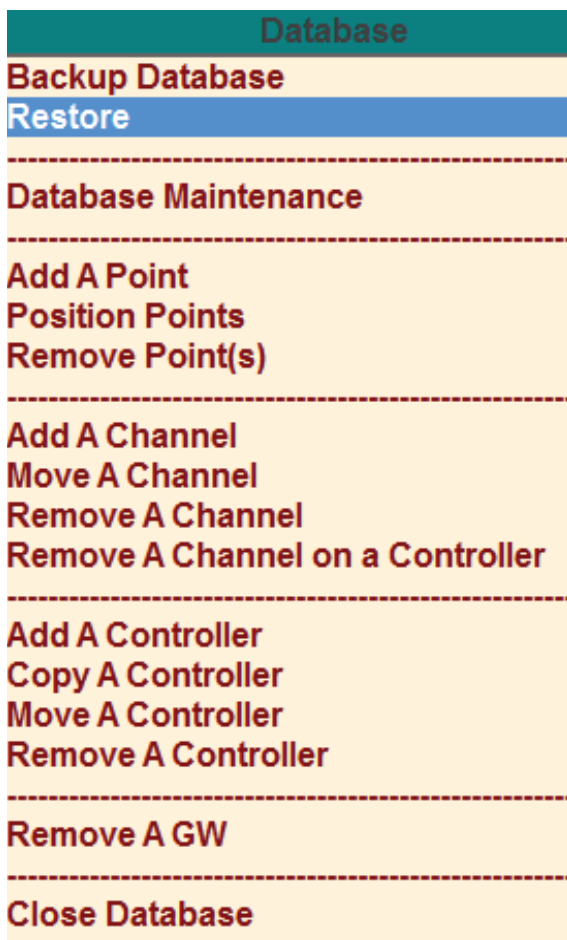 Database
Backup Database
Restore
Database Maintenance
Add A Point
Position Points
Remove Point(s)
Add A Channel
Move A Channel
Remove A Channel
Remove A Channel on a Controller
Add A Controller
Copy A Controller
Move A Controller
Remove A Controller
Remove A GW
Close Database